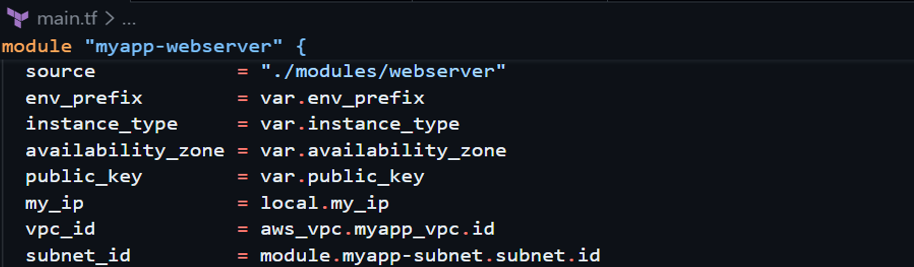 main.tf > ...
module "myapp-webserver" {
source = "./modules/webserver"
env_prefix = var.env_prefix
instance_type = var.instance_type
availability_zone = var.availability_zone
public_key = var.public_key
my_ip = local.my_ip
vpc_id = aws_vpc.myapp_vpc.id
subnet_id = module.myapp-subnet.subnet.id